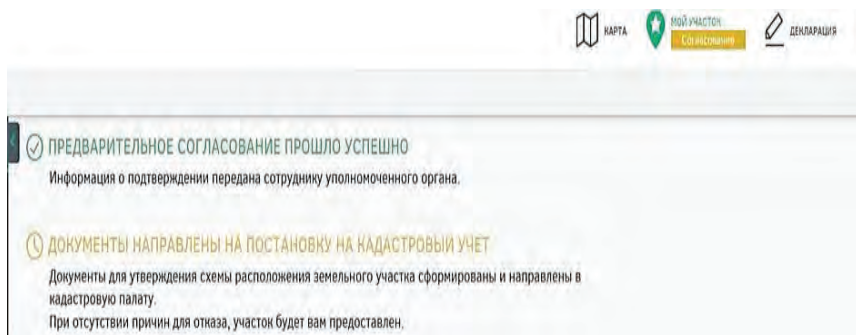 КАРТА
МОЙ УЧАСТОК
Согласование
ДЕКЛАРАЦИЯ
ПРЕДВАРИТЕЛЬНОЕ СОГЛАСОВАНИЕ ПРОШЛО УСПЕШНО
Информация о подтверждении передана сотруднику уполномоченного органа.
ДОКУМЕНТЫ НАПРАВЛЕНЫ НА ПОСТАНОВКУ НА КАДАСТРОВЫЙ УЧЕТ
Документы для утверждения схемы расположения земельного участка сформированы и направлены в
кадастровую палату.
При отсутствии причин для отказа, участок будет вам предоставлен.